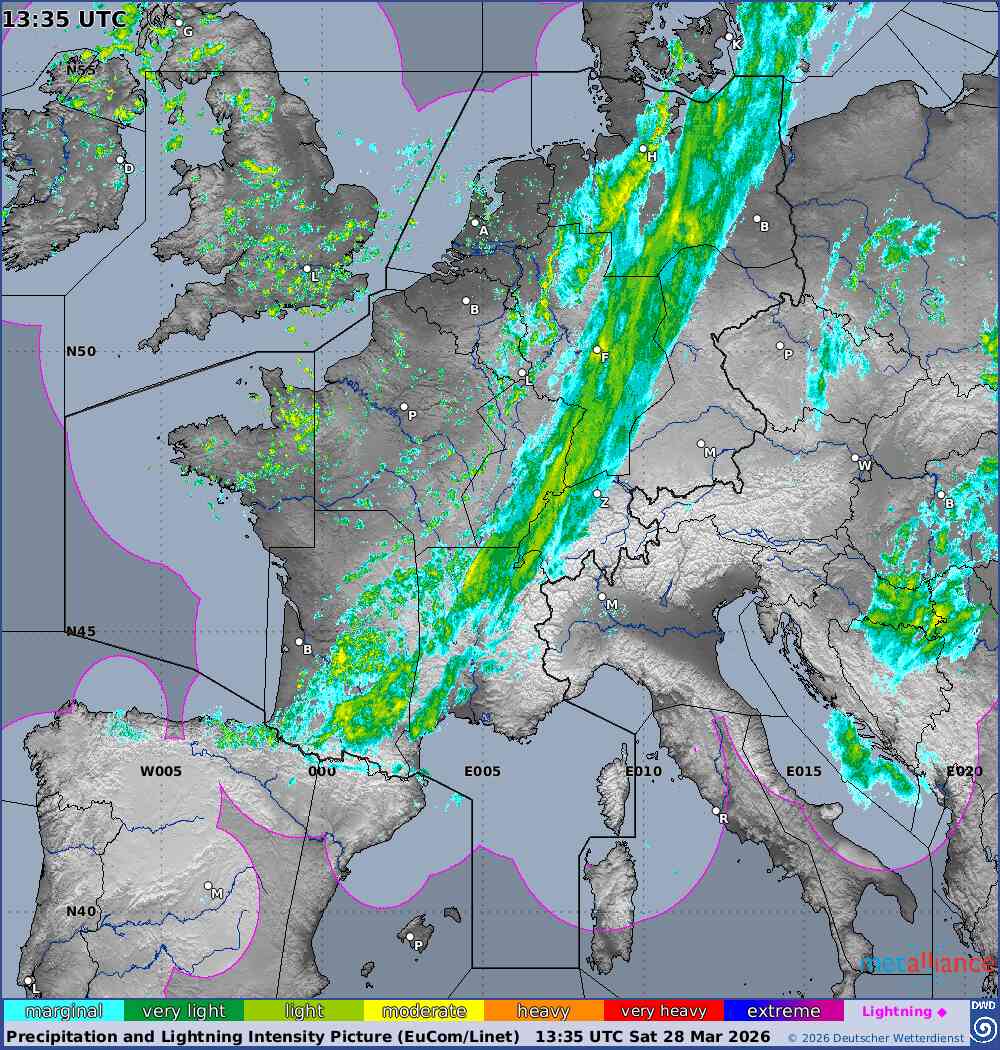 13:35 UTC
G
K
N55
H
D
A
B
L
B
N50
P
F
L
P
M
W
Z
B
M
N45
B
W005
000
E005
E010
E015
E020
R
M
N40
P
L
metalliance
marginal very light light moderate heavy very heavy extreme Lightning ◆ DWD
Precipitation and Lightning Intensity Picture (EuCom/Linet) 13:35 UTC Sat 28 Mar 2026 © 2026 Deutscher Wetterdienst